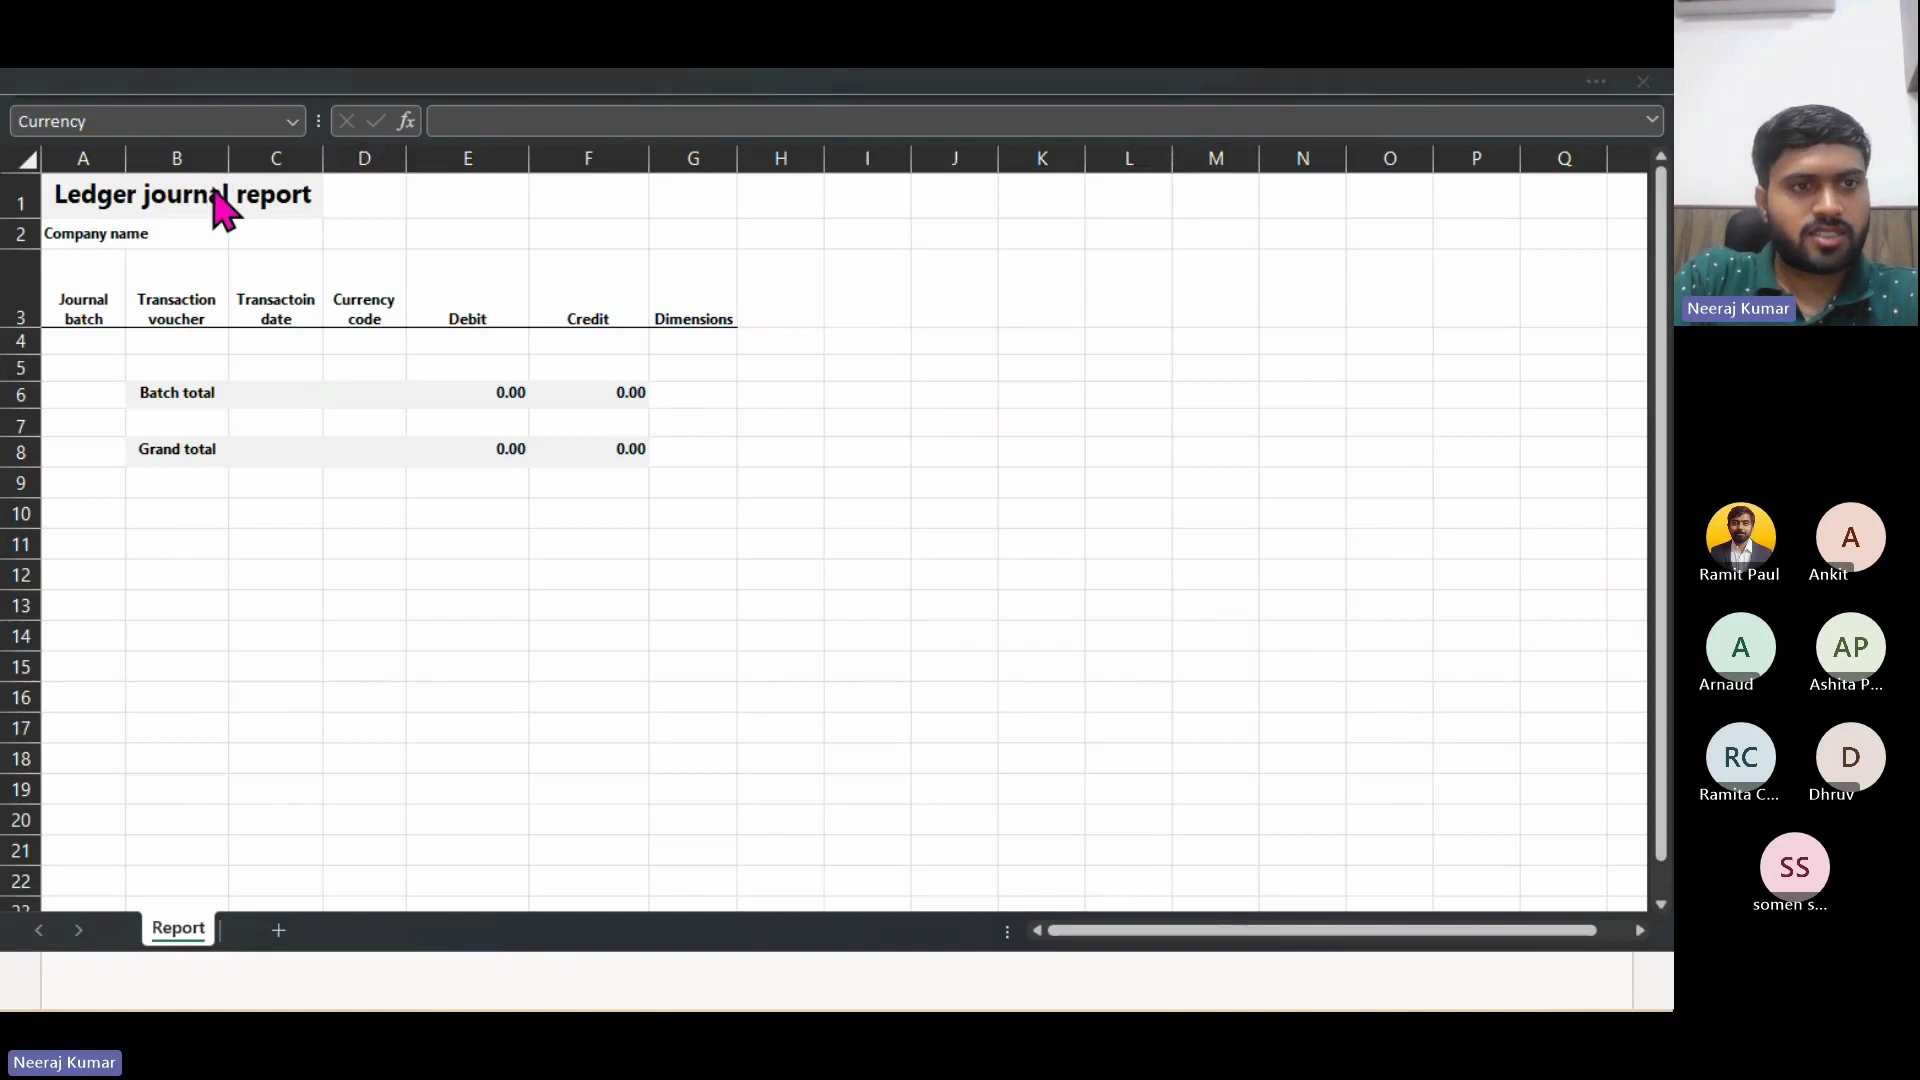 Currency
fx
A B C D E F G H I J K L M N O P Q
1 Ledger journal report
2 Company name
3 Journal batch Transaction voucher Transactoin date Currency code Debit Credit Dimensions
4
5
6 Batch total 0.00 0.00
7
8 Grand total 0.00 0.00
9
10
11
12
13
14
15
16
17
18
19
20
21
22
Report
Neeraj Kumar
Ramit Paul
A
Ankit
A
Arnaud
AP
Ashita P...
RC
Ramita C...
D
Dhruv
SS
somen s...
Neeraj Kumar